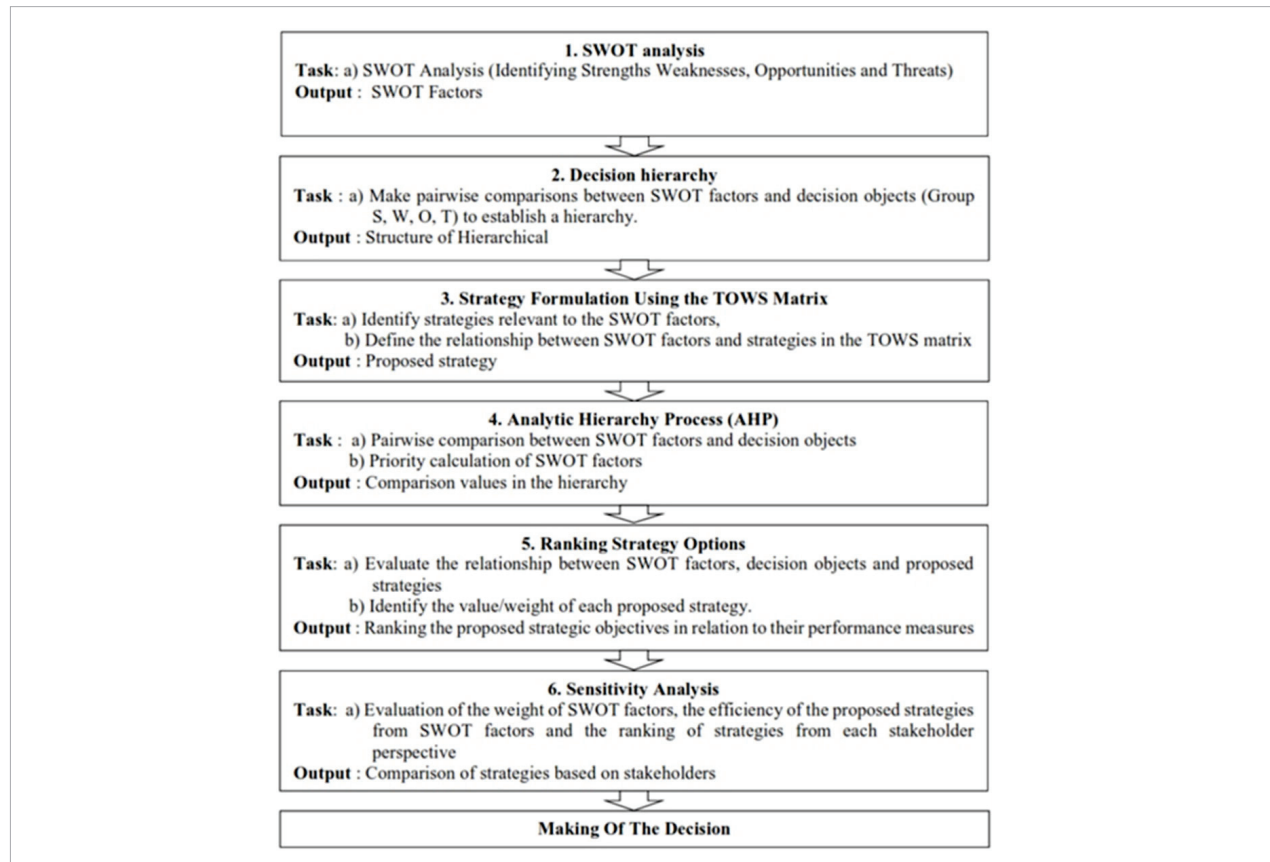 1. SWOT analysis
Task: a) SWOT Analysis (Identifying Strengths Weaknesses, Opportunities and Threats)
Output : SWOT Factors
2. Decision hierarchy
Task : a) Make pairwise comparisons between SWOT factors and decision objects (Group
S, W, O, T) to establish a hierarchy.
Output : Structure of Hierarchical
3. Strategy Formulation Using the TOWS Matrix
Task: a) Identify strategies relevant to the SWOT factors,
b) Define the relationship between SWOT factors and strategies in the TOWS matrix
Output : Proposed strategy
4. Analytic Hierarchy Process (AHP)
Task : a) Pairwise comparison between SWOT factors and decision objects
b) Priority calculation of SWOT factors
Output : Comparison values in the hierarchy
5. Ranking Strategy Options
Task: a) Evaluate the relationship between SWOT factors, decision objects and proposed
strategies
b) Identify the value/weight of each proposed strategy.
Output : Ranking the proposed strategic objectives in relation to their performance measures
6. Sensitivity Analysis
Task: a) Evaluation of the weight of SWOT factors, the efficiency of the proposed strategies
from SWOT factors and the ranking of strategies from each stakeholder
perspective
Output : Comparison of strategies based on stakeholders
Making Of The Decision